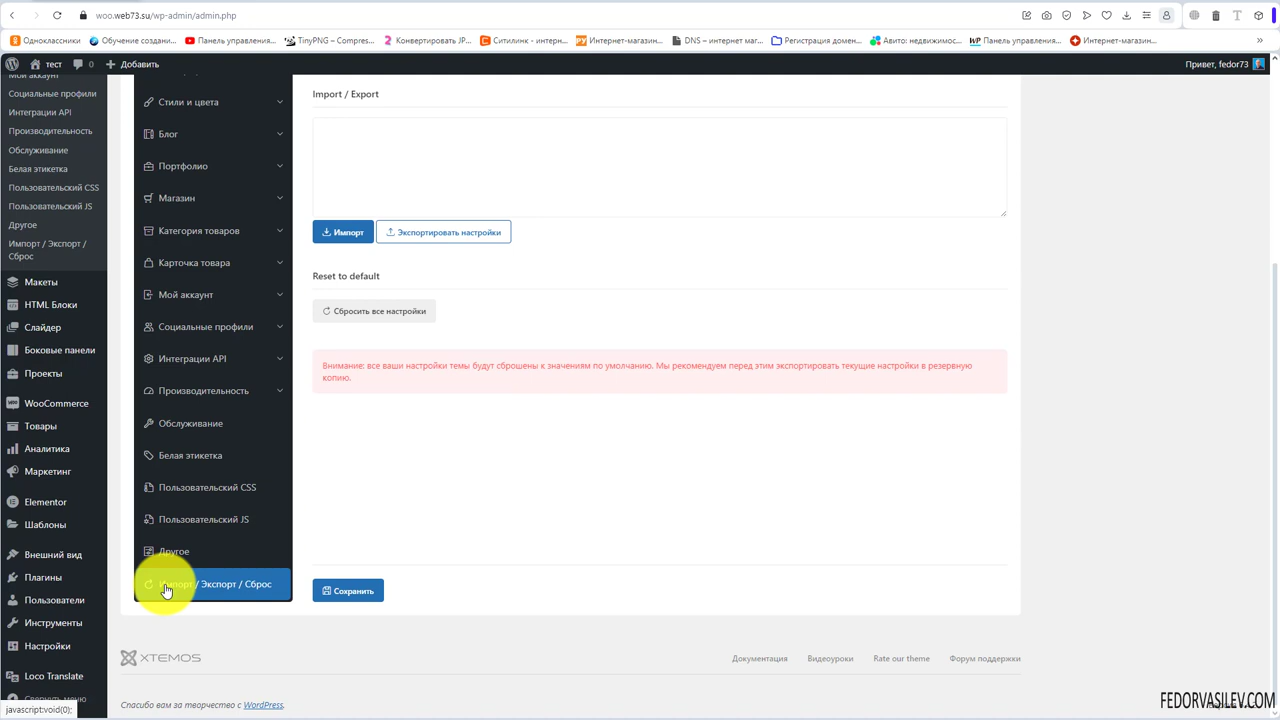 woo.web73.su/wp-admin/admin.php
Одноклассники
Обучение создани...
Панель управления...
TinyPNG – Compres...
Конвертировать JP...
Ситилинк - интерн...
Интернет-магазин...
DNS – интернет маг...
Регистрация домен...
Авито: недвижимос...
Панель управления...
Интернет-магазин...
тест
0
Добавить
Привет, fedor73
Мой аккаунт
Социальные профили
Интеграции API
Производительность
Обслуживание
Белая этикетка
Пользовательский CSS
Пользовательский JS
Другое
Импорт / Экспорт /
Сброс
Макеты
HTML Блоки
Слайдер
Боковые панели
Проекты
WooCommerce
Товары
Аналитика
Маркетинг
Elementor
Шаблоны
Внешний вид
Плагины
Пользователи
Инструменты
Настройки
Loco Translate
Свернуть меню
javascript:void(0);
Стили и цвета
Блог
Портфолио
Магазин
Категория товаров
Карточка товара
Мой аккаунт
Социальные профили
Интеграции API
Производительность
Обслуживание
Белая этикетка
Пользовательский CSS
Пользовательский JS
Другое
Импорт / Экспорт / Сброс
Import / Export
Импорт
Экспортировать настройки
Reset to default
Сбросить все настройки
Внимание: все ваши настройки темы будут сброшены к значениям по умолчанию. Мы рекомендуем перед этим экспортировать текущие настройки в резервную
копию.
Сохранить
XTEMOS
Документация
Видеоуроки
Rate our theme
Форум поддержки
Спасибо вам за творчество с WordPress.
FEDORVASILEV.COM